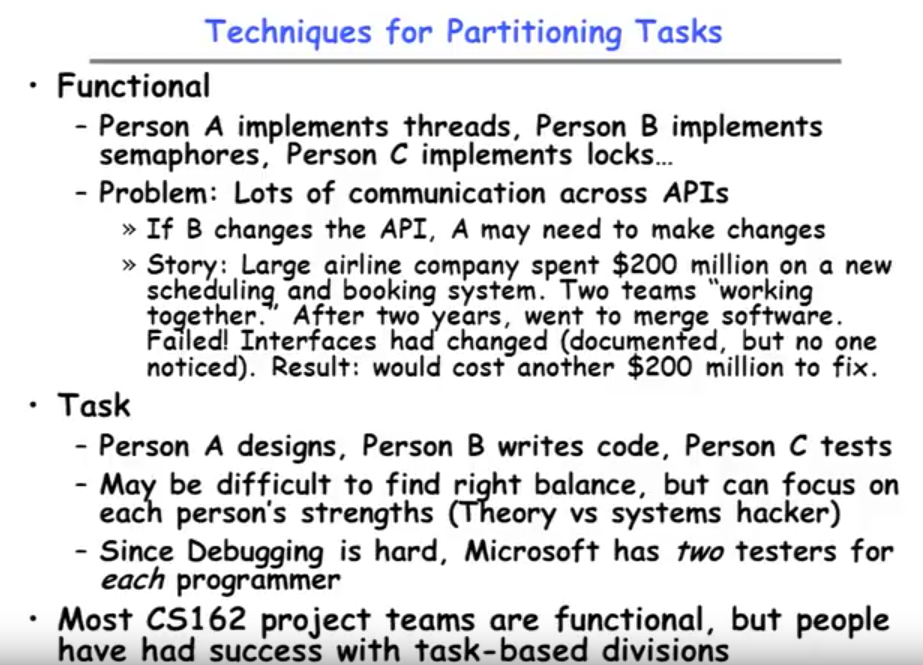 Techniques for Partitioning Tasks
• Functional
– Person A implements threads, Person B implements
semaphores, Person C implements locks…
– Problem: Lots of communication across APIs
» If B changes the API, A may need to make changes
» Story: Large airline company spent $200 million on a new
scheduling and booking system. Two teams “working
together.” After two years, went to merge software.
Failed! Interfaces had changed (documented, but no one
noticed). Result: would cost another $200 million to fix.
• Task
– Person A designs, Person B writes code, Person C tests
– May be difficult to find right balance, but can focus on
each person’s strengths (Theory vs systems hacker)
– Since Debugging is hard, Microsoft has two testers for
each programmer
• Most CS162 project teams are functional, but people
have had success with task-based divisions